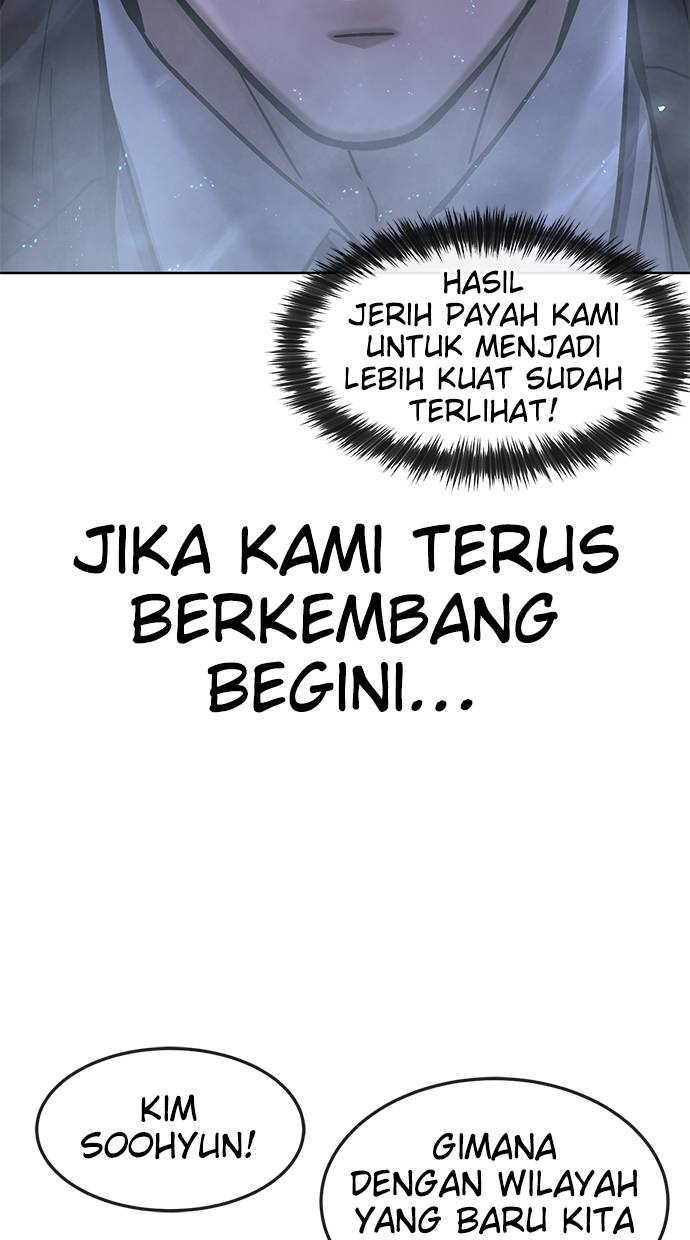 HASIL
JERIH PAYAH KAMI
UNTUK MENJADI
LEBIH KUAT SUDAH
TERLIHAT!
JIKA KAMI TERUS
BERKEMBANG
BEGINI...
KIM
SOOHYUN!
GIMANA
DENGAN WILAYAH
YANG BARU KITA